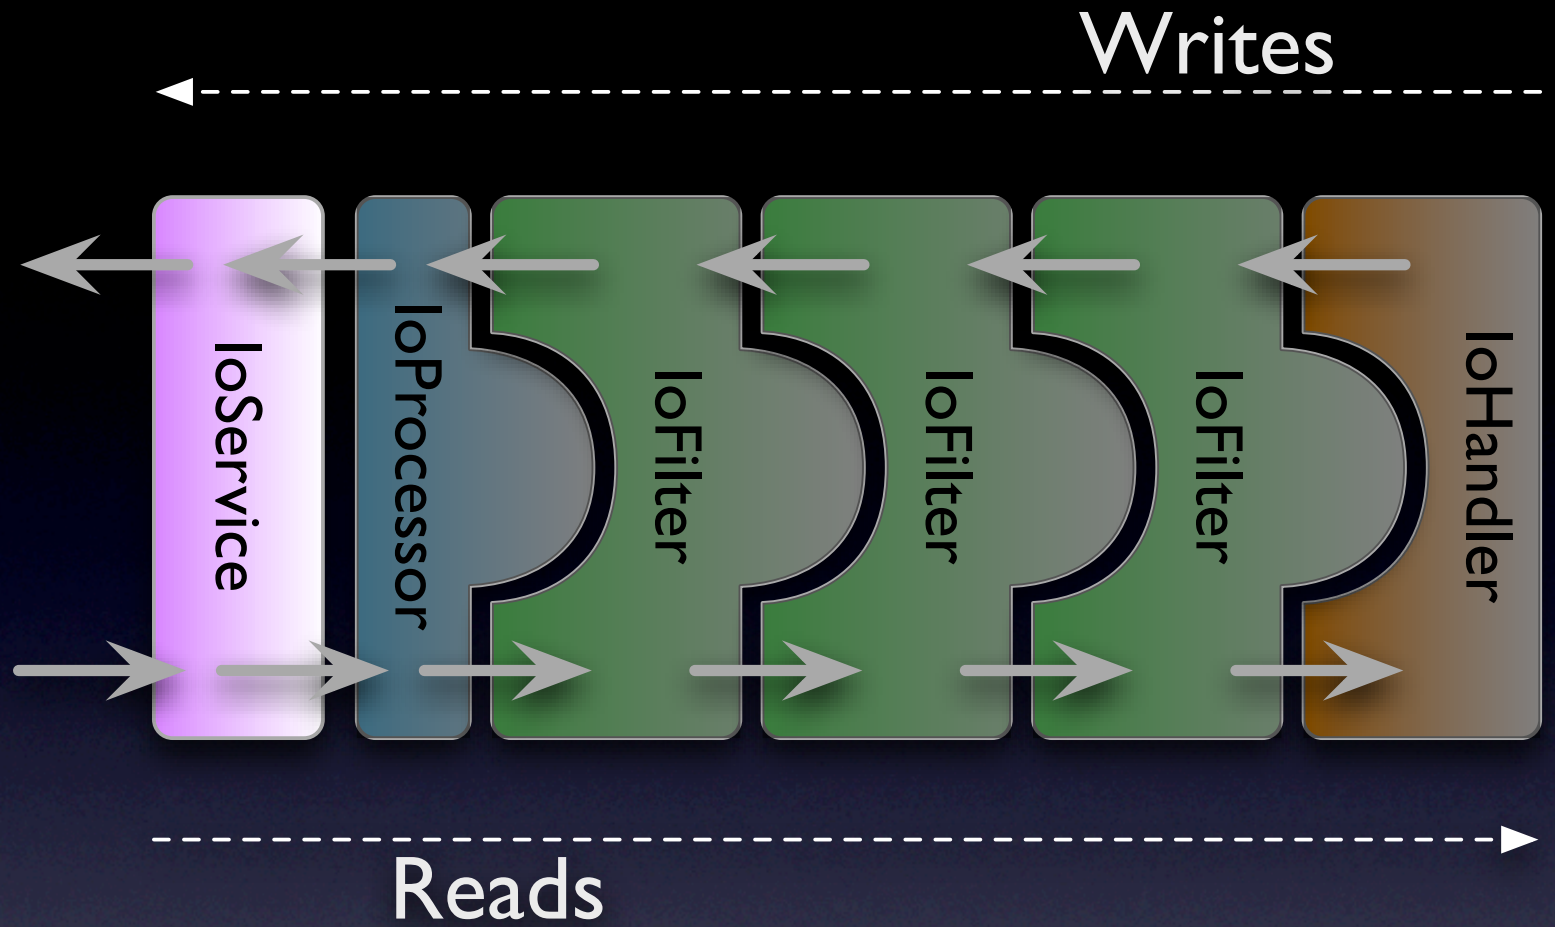 Writes
IoService
IoProcessor
IoFilter
IoFilter
IoFilter
IoHandler
Reads